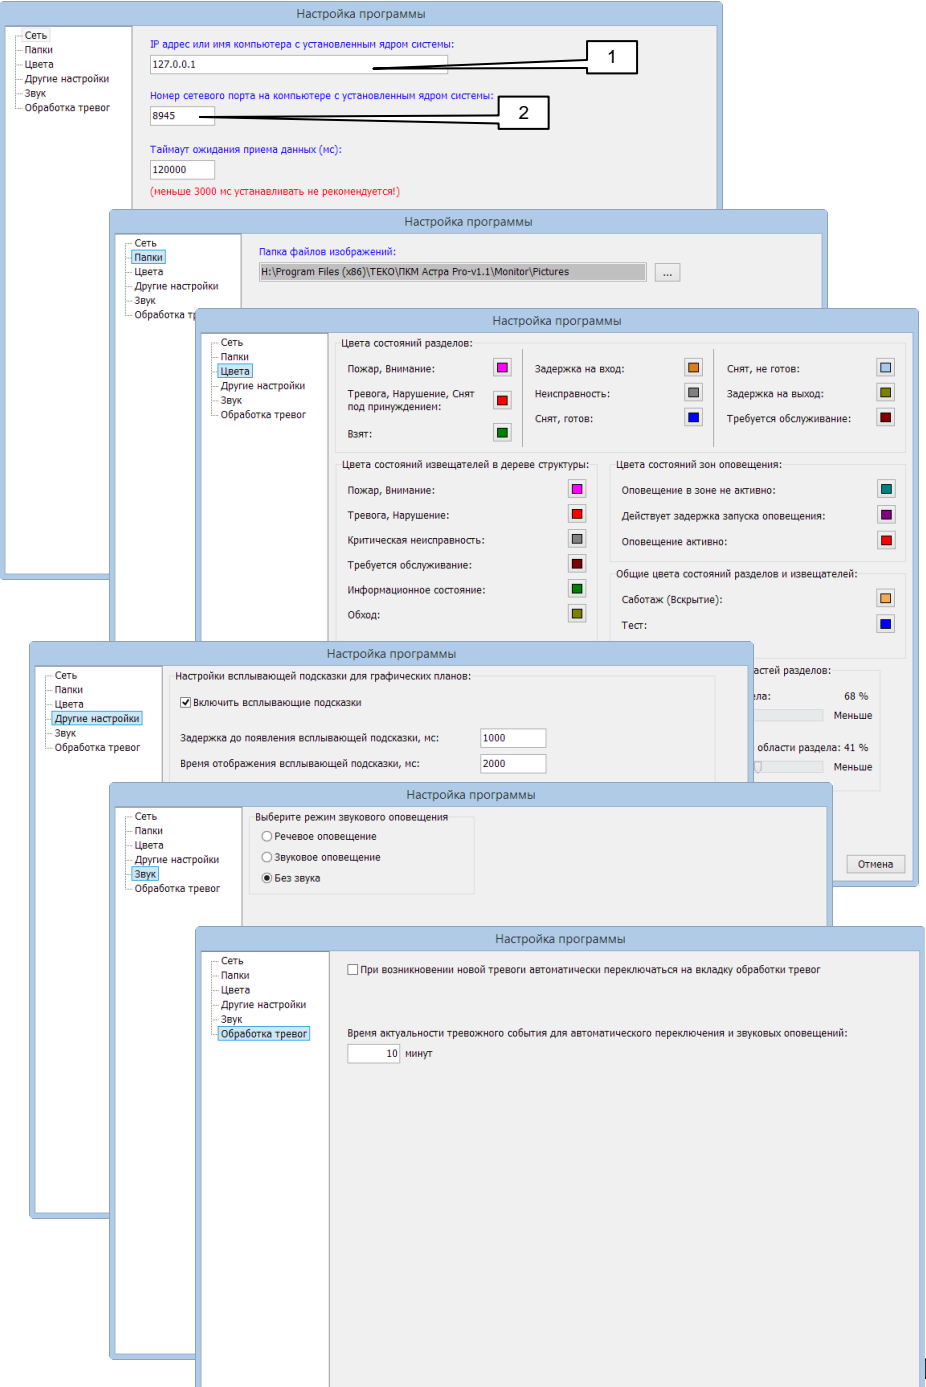 Настройка программы
Сеть
Папки
Цвета
Другие настройки
Звук
Обработка тревог
IP адрес или имя компьютера с установленным ядром системы:
127.0.0.1
1
Номер сетевого порта на компьютере с установленным ядром системы:
8945
2
Таймаут ожидания приема данных (мс):
120000
(меньше 3000 мс устанавливать не рекомендуется!)
Настройка программы
Сеть
Папки
Цвета
Другие настройки
Звук
Обработка т
Папка файлов изображений:
H:\Program Files (x86)\ТЕКО\ПКМ Астра Pro-v1.1\Monitor\Pictures
...
Настройка программы
Сеть
Папки
Цвета
Другие настройки
Звук
Обработка тревог
Цвета состояний разделов:
Пожар, Внимание:
Тревога, Нарушение, Снят
под принуждением:
Взят:
Задержка на вход:
Неисправность:
Снят, готов:
Снят, не готов:
Задержка на выход:
Требуется обслуживание:
Цвета состояний извещателей в дереве структуры:
Пожар, Внимание:
Тревога, Нарушение:
Критическая неисправность:
Требуется обслуживание:
Информационное состояние:
Обход:
Цвета состояний зон оповещения:
Оповещение в зоне не активно:
Действует задержка запуска оповещения:
Оповещение активно:
Общие цвета состояний разделов и извещателей:
Саботаж (Вскрытие):
Тест:
астей разделов:
ела: 68 %
Меньше
области раздела: 41 %
Меньше
Отмена
Настройка программы
Сеть
Папки
Цвета
Другие настройки
Звук
Обработка тревог
Настройки всплывающей подсказки для графических планов:
Включить всплывающие подсказки
Задержка до появления всплывающей подсказки, мс: 1000
Время отображения всплывающей подсказки, мс: 2000
Настройка программы
Сеть
Папки
Цвета
Другие настройки
Звук
Обработка тревог
Выберите режим звукового оповещения
Речевое оповещение
Звуковое оповещение
Без звука
Настройка программы
Сеть
Папки
Цвета
Другие настройки
Звук
Обработка тревог
При возникновении новой тревоги автоматически переключаться на вкладку обработки тревог
Время актуальности тревожного события для автоматического переключения и звуковых оповещений:
10 минут